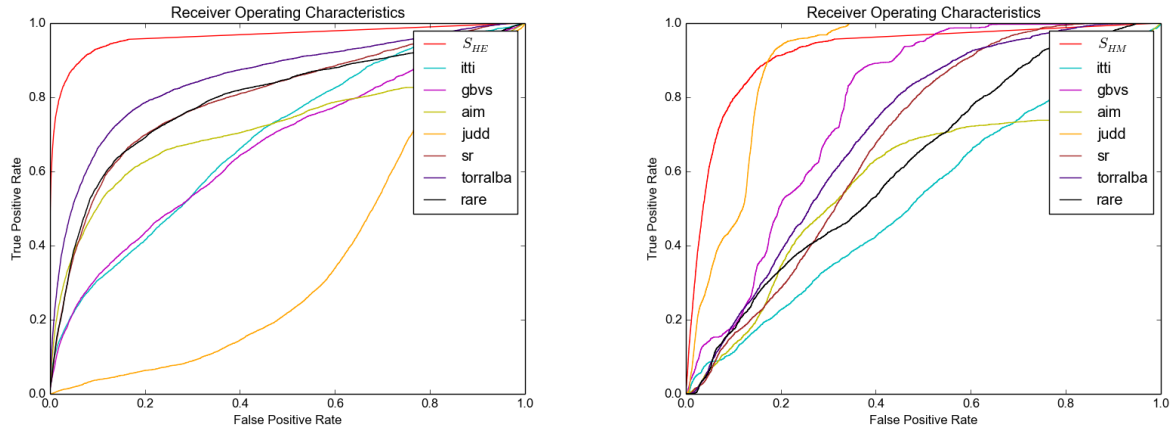 Receiver Operating Characteristics
1.0
0.8
0.6
0.4
0.2
0.0
True Positive Rate
0.0 0.2 0.4 0.6 0.8 1.0
False Positive Rate
S_HE
itti
gbvs
aim
judd
sr
torralba
rare
Receiver Operating Characteristics
1.0
0.8
0.6
0.4
0.2
0.0
True Positive Rate
0.0 0.2 0.4 0.6 0.8 1.0
False Positive Rate
S_HM
itti
gbvs
aim
judd
sr
torralba
rare